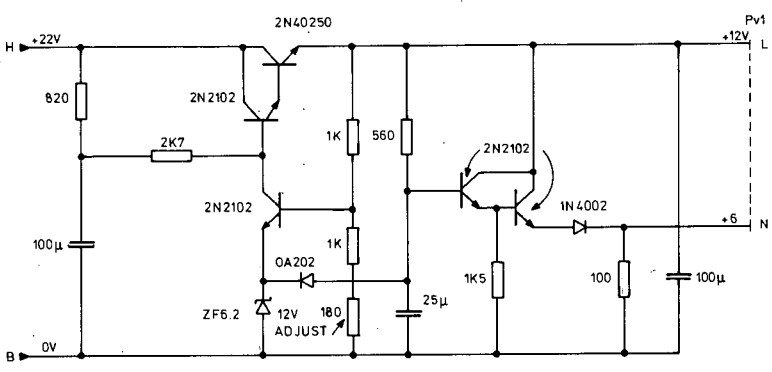 2N40250
Pv1
H +22V
+12V L
820
2N2102
1K
560
2K7
2N2102
2N2102
1N4002
+6 N
100µ
OA202
1K
1K5
100
100µ
ZF6.2
12V
ADJUST
180
25µ
B 0V